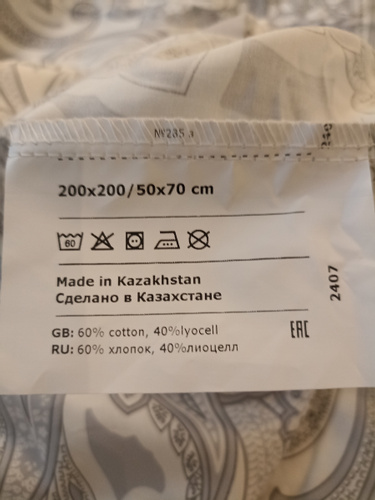 200x200/50x70 cm
60
Made in Kazakhstan
Сделано в Казахстане
2407
GB: 60% cotton, 40%lyocell
RU: 60% хлопок, 40%лиоцелл
EAC